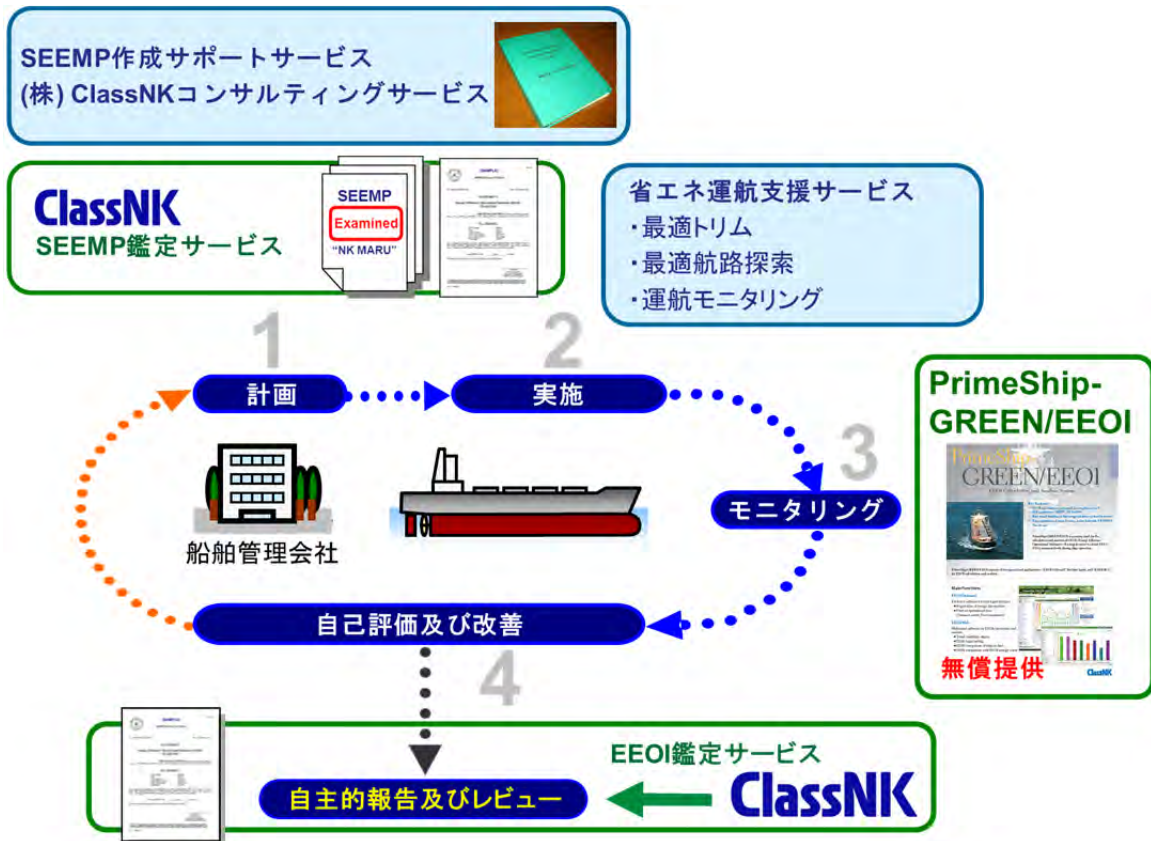 SEEMP作成サポートサービス
(株) ClassNKコンサルティングサービス
ClassNK
SEEMP鑑定サービス
SEEMP
Examined
"NK MARU"
省エネ運航支援サービス
・最適トリム
・最適航路探索
・運航モニタリング
1
計画
2
実施
3
モニタリング
船舶管理会社
自己評価及び改善
4
PrimeShip-
GREEN/EEOI
PrimeShip-
GREEN/EEOI
無償提供
ClassNK
EEOI鑑定サービス
自主的報告及びレビュー
ClassNK